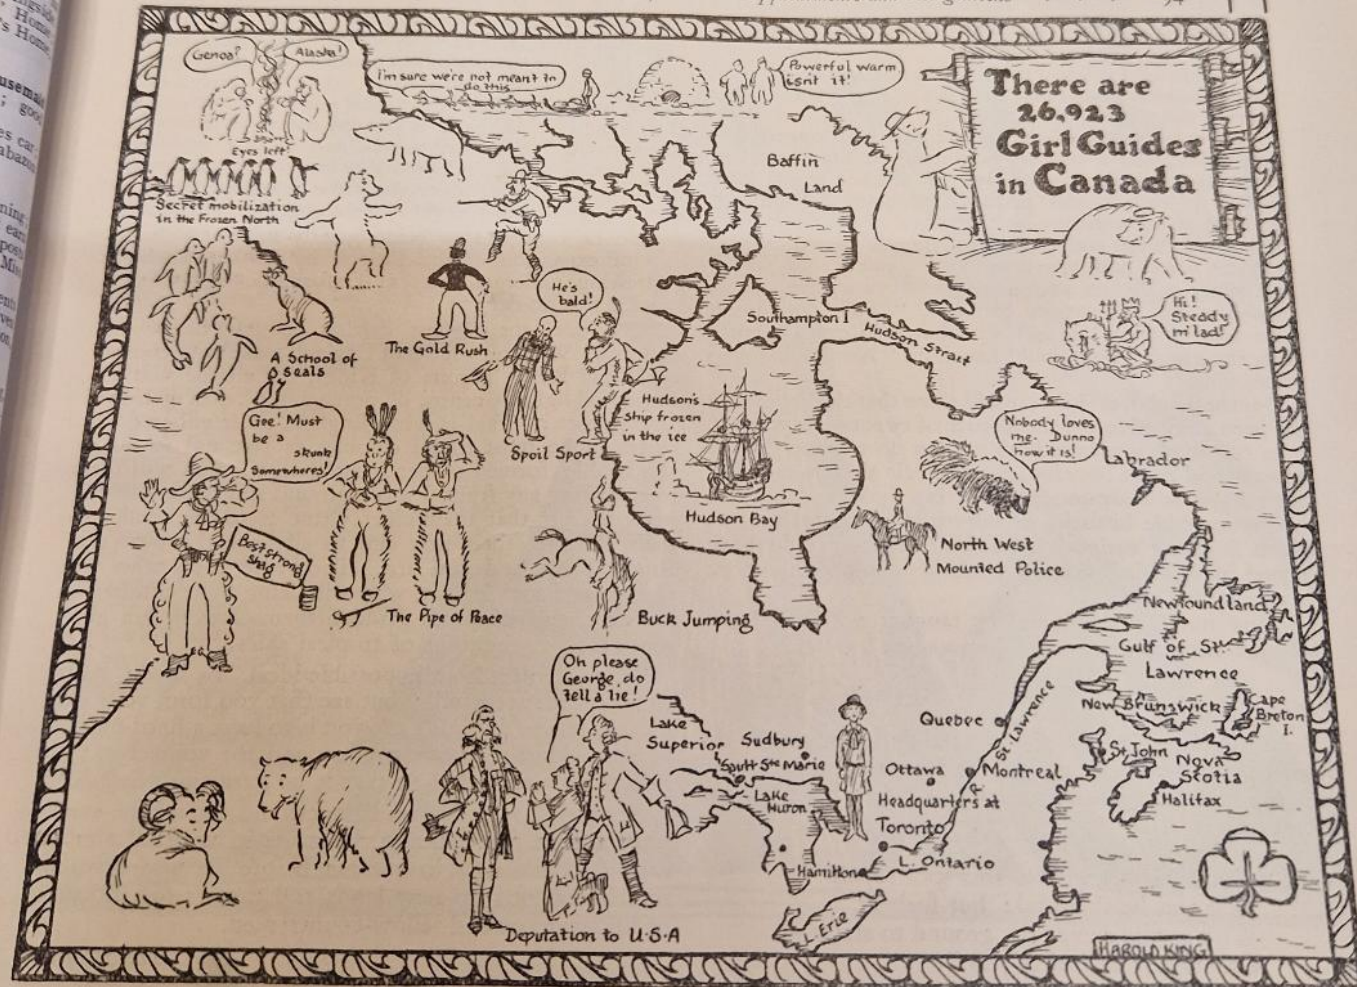 Genoa?
Alaska!
Eyes left!
Secret mobilization
in the Frozen North
I'm sure we're not meant to
do this
Powerful warm
isn't it!
There are
26,923
Girl Guides
in Canada
Baffin
Land
A School of
Seals
The Gold Rush
He's
bald!
Spoil Sport
Southampton I
Hudson Strait
Hi!
Steddy
m'lad!
Hudson's
ship frozen
in the ice
Hudson Bay
Nobody loves
me. Dunno
how it is!
Labrador
Gee! Must
be a
skunk
Somewheres!
Best strong
shag
The Pipe of Peace
Buck Jumping
North West
Mounted Police
Newfoundland
Gulf of St.
Lawrence
New Brunswick
Cape
Breton
I.
Oh please
George, do
tell a lie!
Deputation to U·S·A
Lake
Superior
Sudbury
Sault Ste Marie
Lake
Huron
Hamilton
L. Erie
Quebec
St. Lawrence
Ottawa
Montreal
Headquarters at
Toronto
L. Ontario
St John
Nova
Scotia
Halifax
HAROLD KING